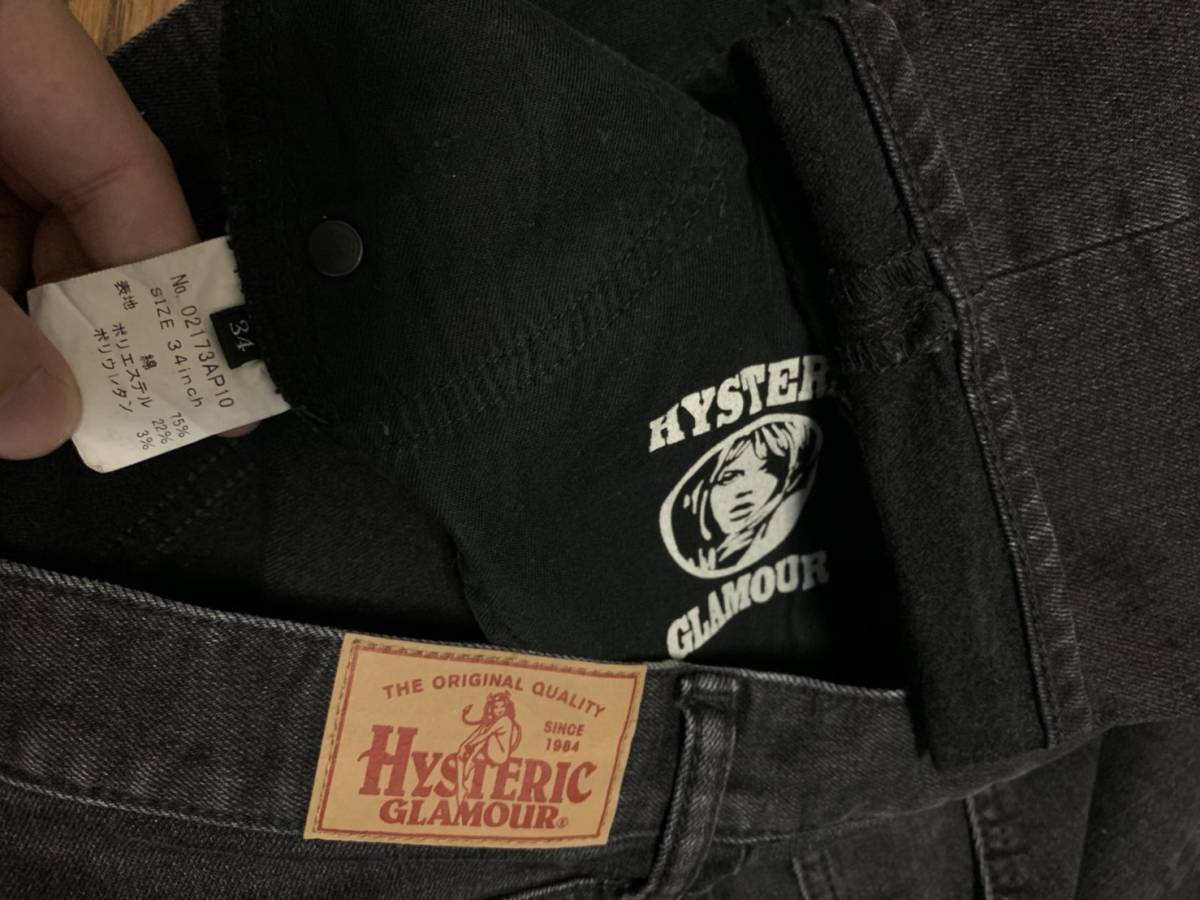 No. 02173AP10
SIZE 34inch
表地 綿 75%
ポリエステル 22%
ポリウレタン 3%
34
HYSTER
GLAMOUR
THE ORIGINAL QUALITY
SINCE
1984
HYSTERIC
GLAMOUR®